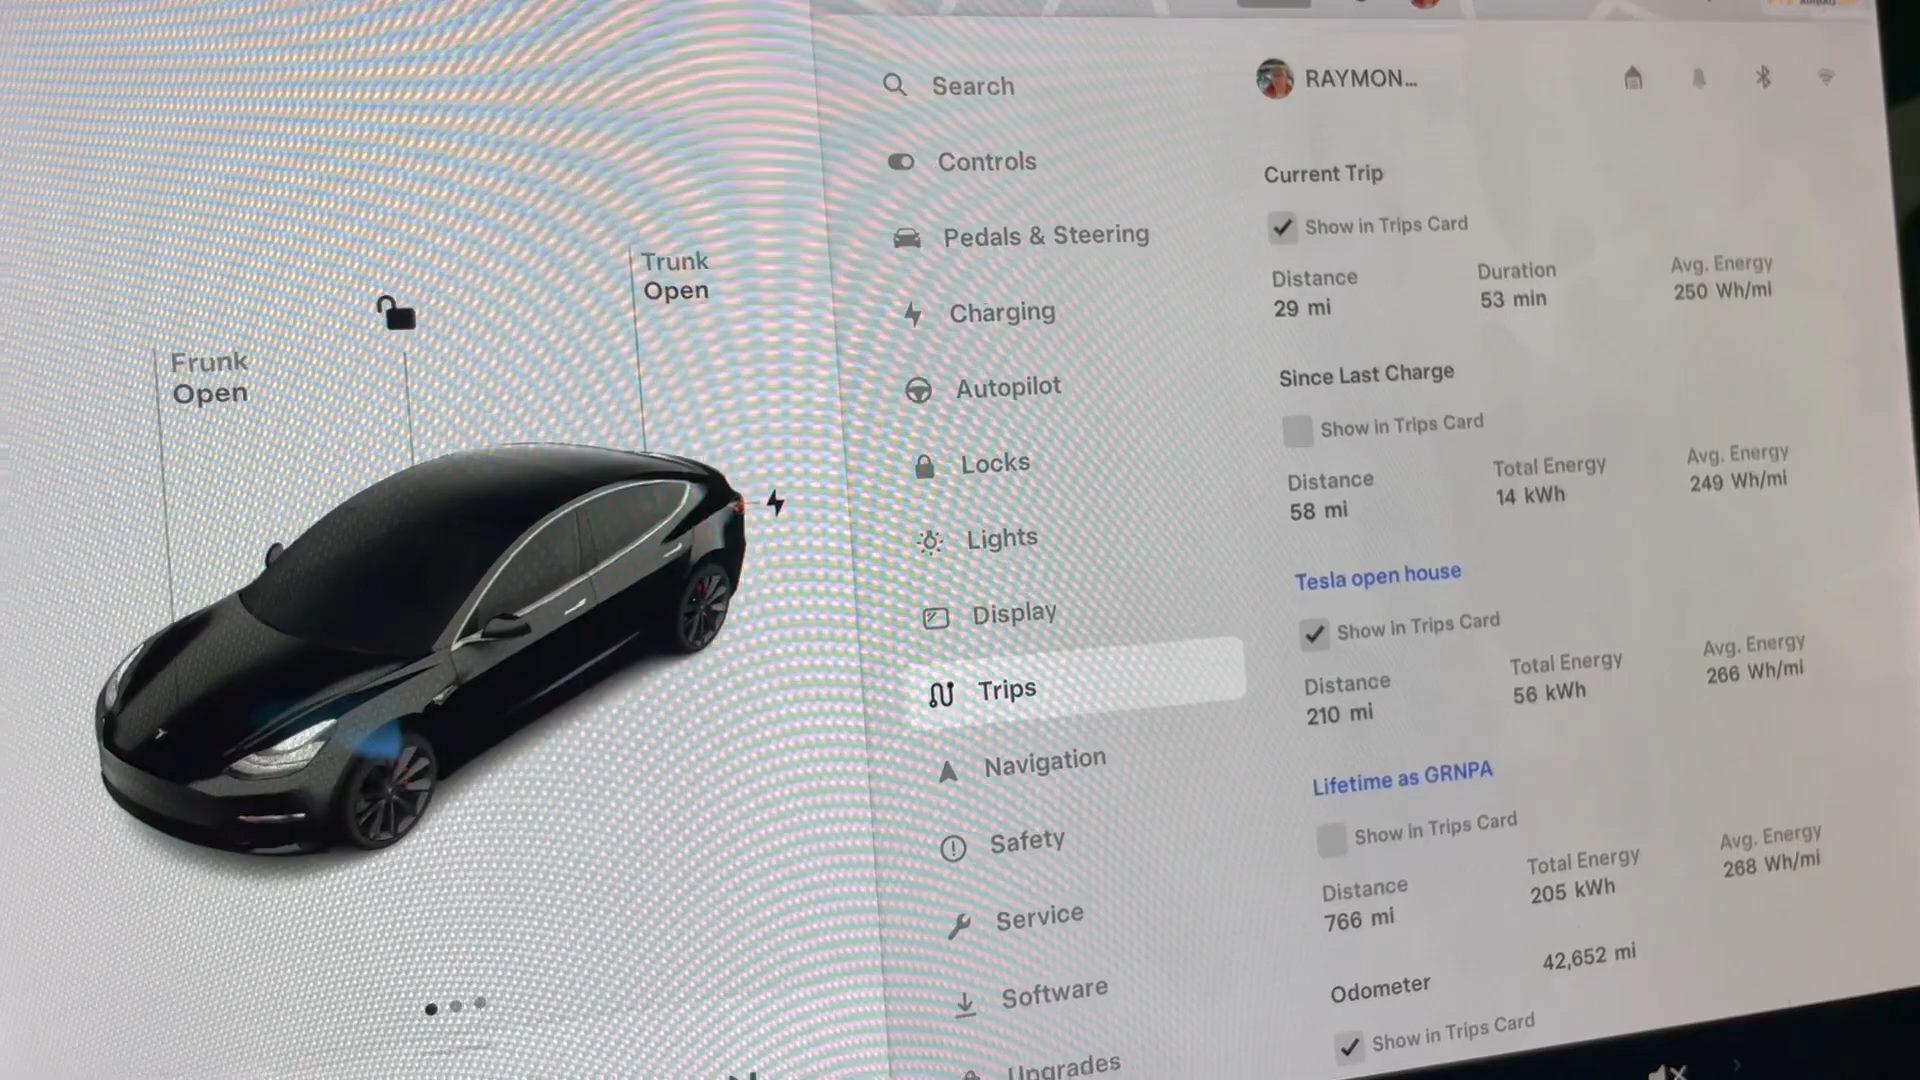 Frunk
Open
Trunk
Open
Search
Controls
Pedals & Steering
Charging
Autopilot
Locks
Lights
Display
Trips
Navigation
Safety
Service
Software
Upgrades
RAYMON...
Current Trip
Show in Trips Card
Distance Duration Avg. Energy
29 mi 53 min 250 Wh/mi
Since Last Charge
Show in Trips Card
Distance Total Energy Avg. Energy
58 mi 14 kWh 249 Wh/mi
Tesla open house
Show in Trips Card
Distance Total Energy Avg. Energy
210 mi 56 kWh 266 Wh/mi
Lifetime as GRNPA
Show in Trips Card
Distance Total Energy Avg. Energy
766 mi 205 kWh 268 Wh/mi
Odometer 42,652 mi
Show in Trips Card